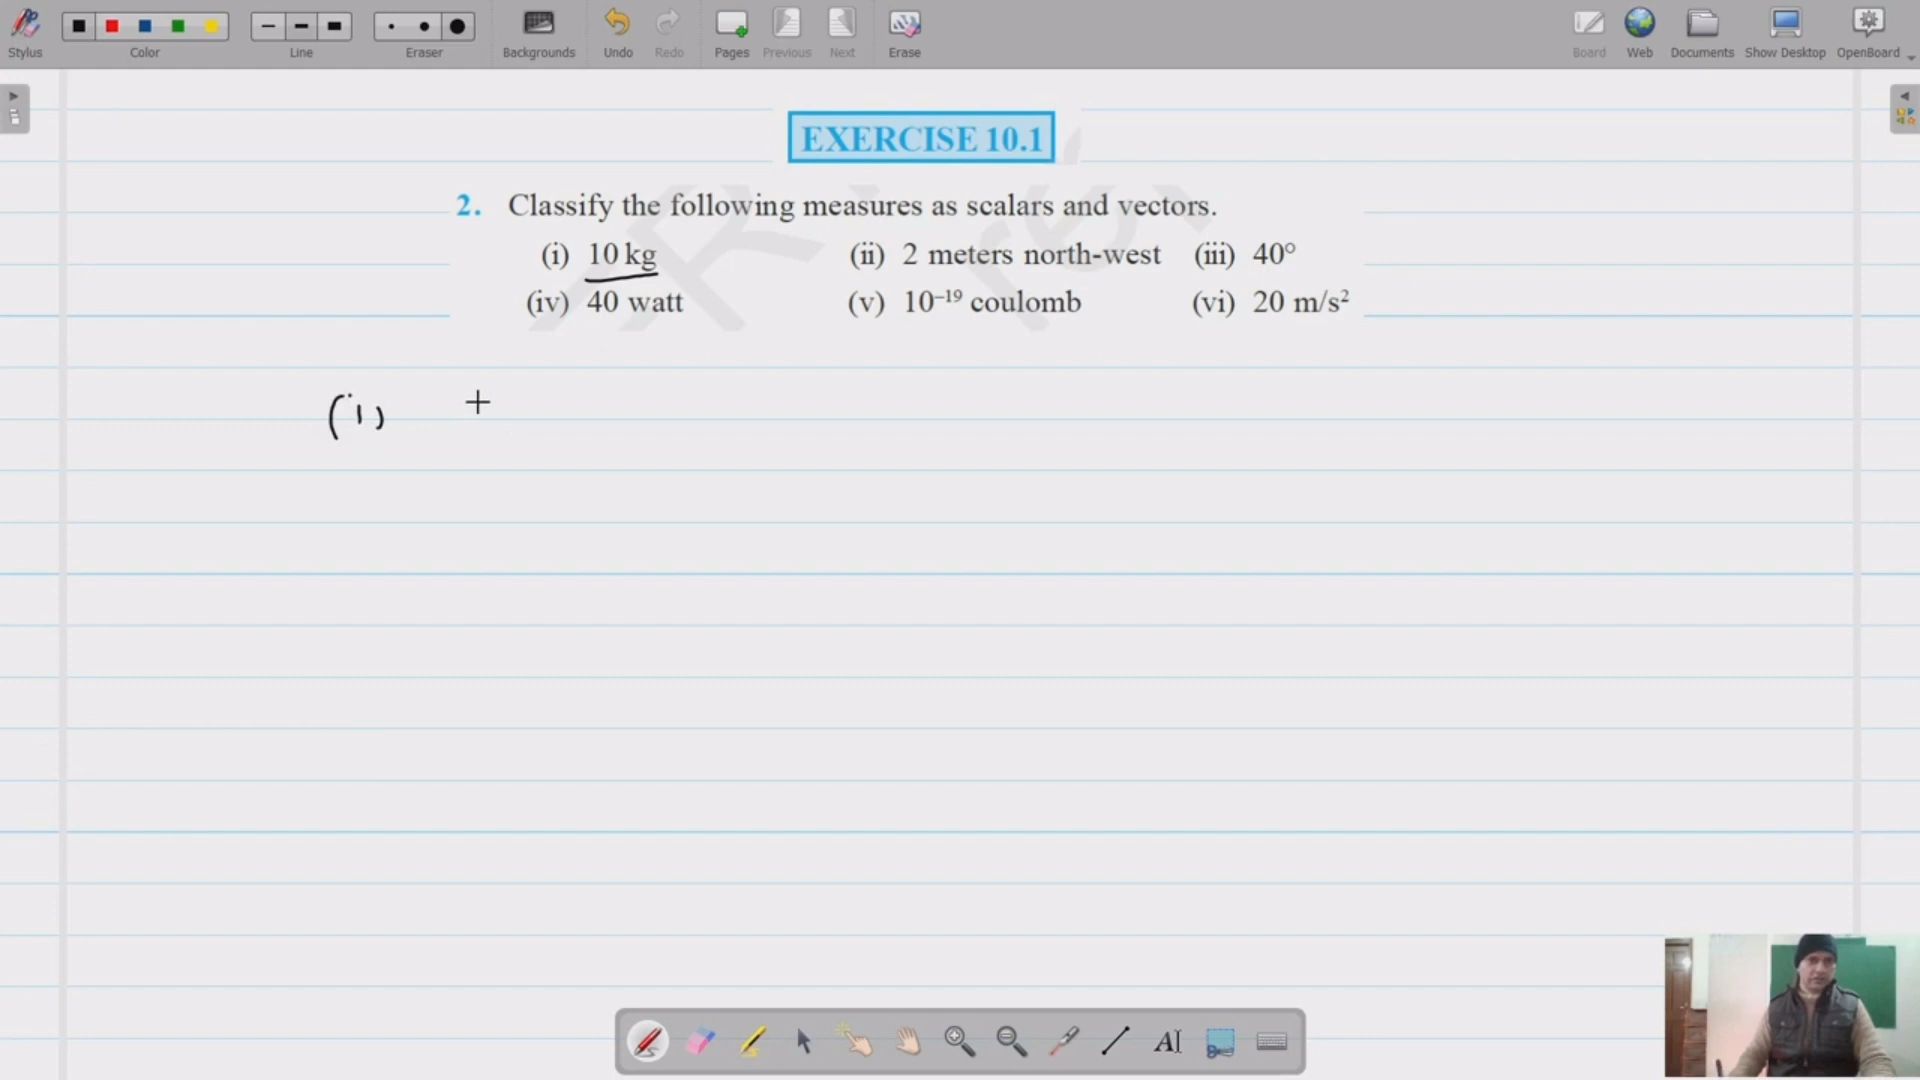 Stylus
Color
Line
Eraser
Backgrounds
Undo
Redo
Pages
Previous
Next
Erase
Board
Web
Documents
Show Desktop
OpenBoard
EXERCISE 10.1
2. Classify the following measures as scalars and vectors.
(i) 10 kg (ii) 2 meters north-west (iii) 40°
(iv) 40 watt (v) 10⁻¹⁹ coulomb (vi) 20 m/s²
(i)